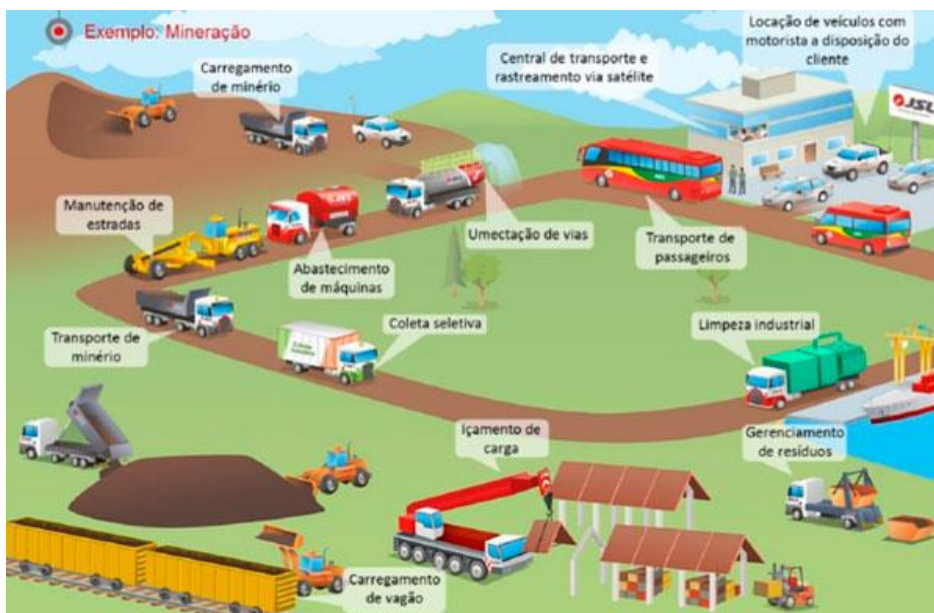 Exemplo: Mineração
Locação de veículos com
motorista a disposição do
cliente
Central de transporte e
rastreamento via satélite
Carregamento
de minério
JSL
Manutenção de
estradas
Umectação de vias
Transporte de
passageiros
Abastecimento
de máquinas
Transporte de
minério
Coleta seletiva
Limpeza industrial
Içamento de
carga
Gerenciamento
de resíduos
Carregamento
de vagão